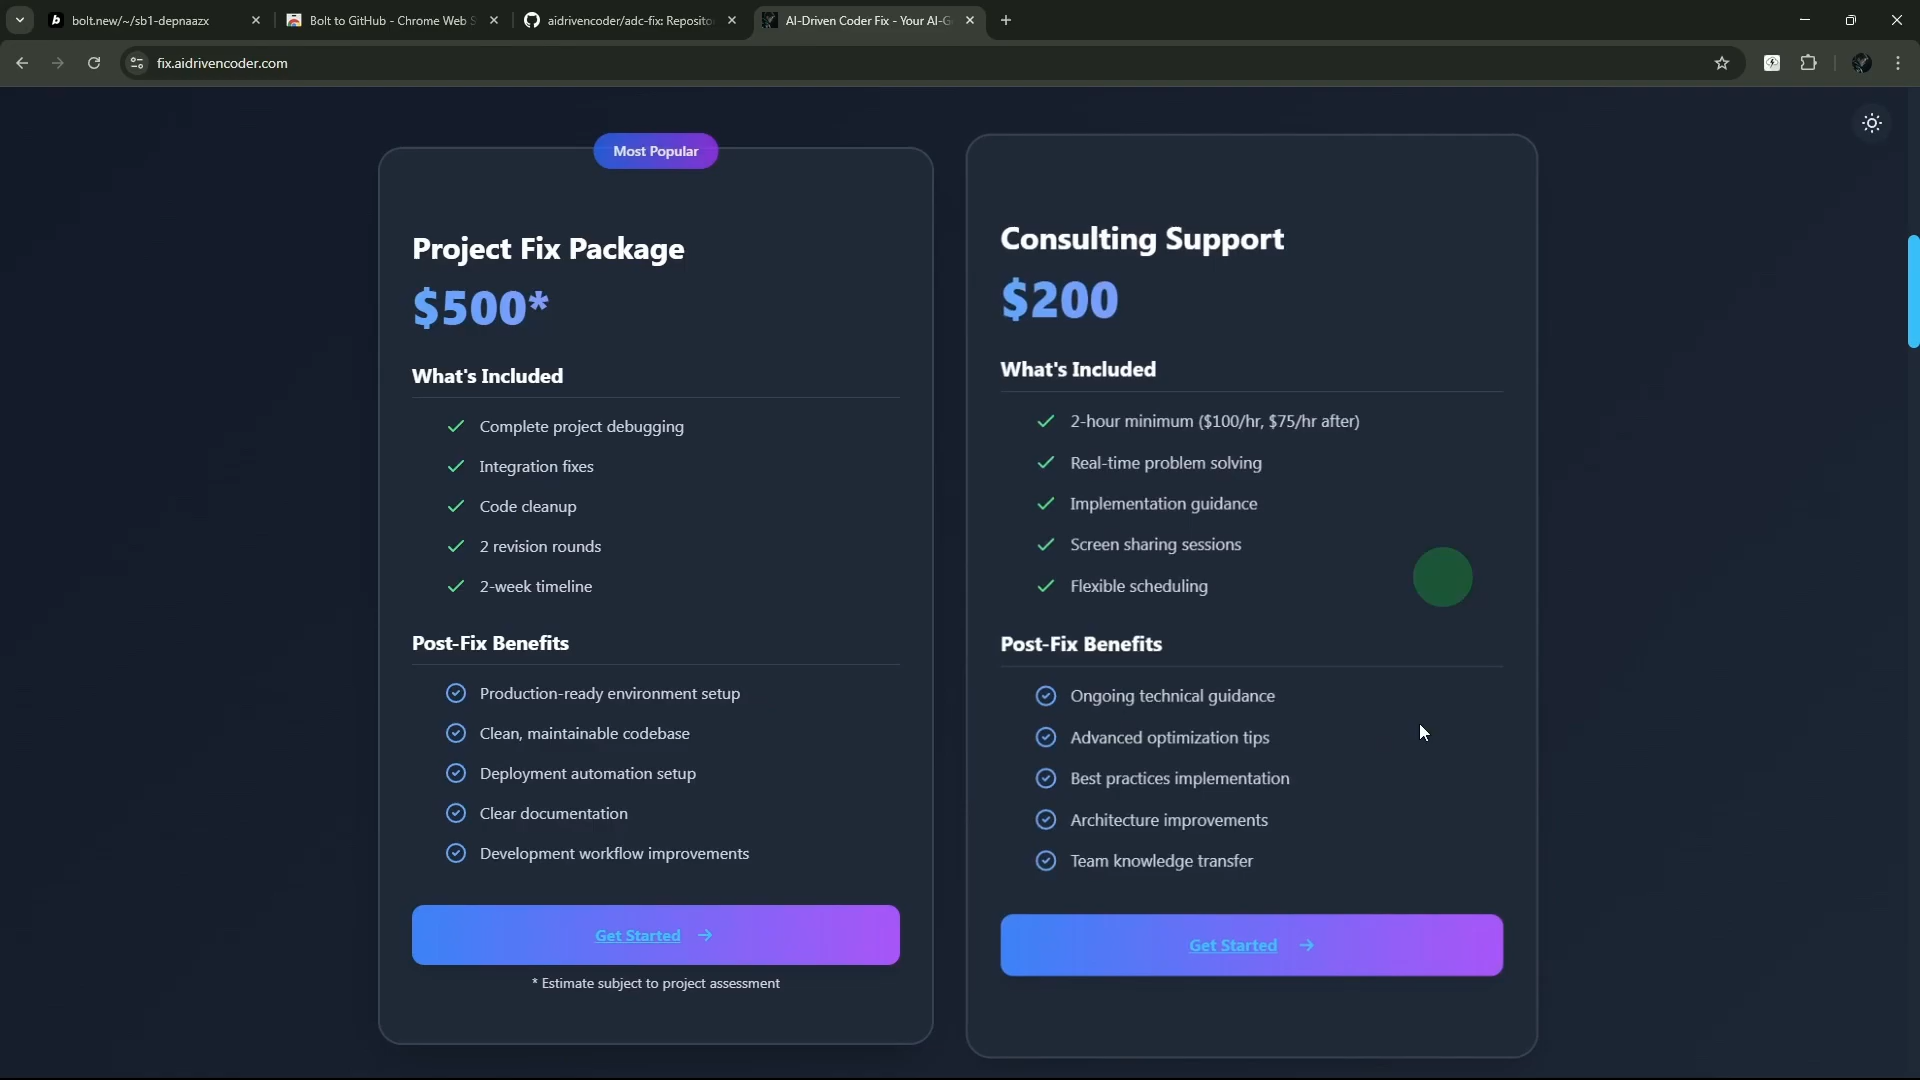 bolt.new/~/sb1-depnaazx
Bolt to GitHub - Chrome Web S
aidrivencoder/adc-fix: Reposito
AI-Driven Coder Fix - Your AI-G
fix.aidrivencoder.com
Most Popular
Project Fix Package
$500*
What's Included
Complete project debugging
Integration fixes
Code cleanup
2 revision rounds
2-week timeline
Post-Fix Benefits
Production-ready environment setup
Clean, maintainable codebase
Deployment automation setup
Clear documentation
Development workflow improvements
Get Started
* Estimate subject to project assessment
Consulting Support
$200
What's Included
2-hour minimum ($100/hr, $75/hr after)
Real-time problem solving
Implementation guidance
Screen sharing sessions
Flexible scheduling
Post-Fix Benefits
Ongoing technical guidance
Advanced optimization tips
Best practices implementation
Architecture improvements
Team knowledge transfer
Get Started